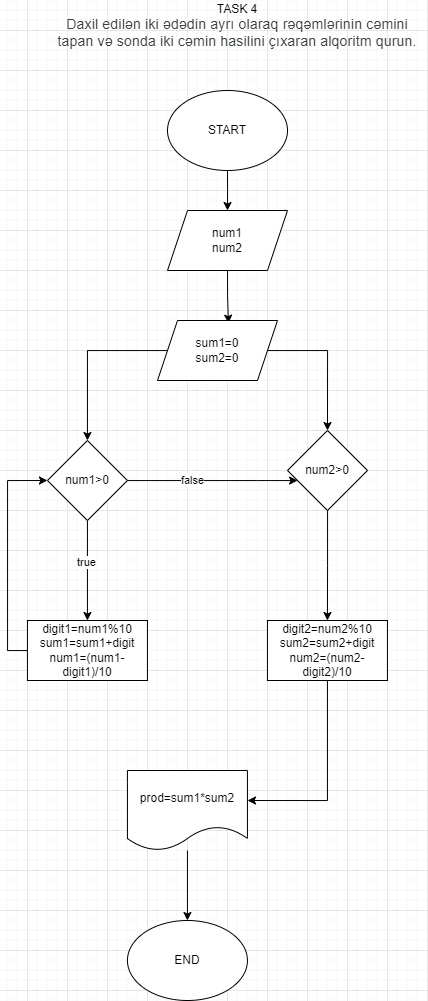 TASK 4
Daxil edilən iki ədədin ayrı olaraq rəqəmlərinin cəmini
tapan və sonda iki cəmin hasilini çıxaran alqoritm qurun.
START
num1
num2
sum1=0
sum2=0
num1>0
false
num2>0
true
digit1=num1%10
sum1=sum1+digit
num1=(num1-
digit1)/10
digit2=num2%10
sum2=sum2+digit
num2=(num2-
digit2)/10
prod=sum1*sum2
END